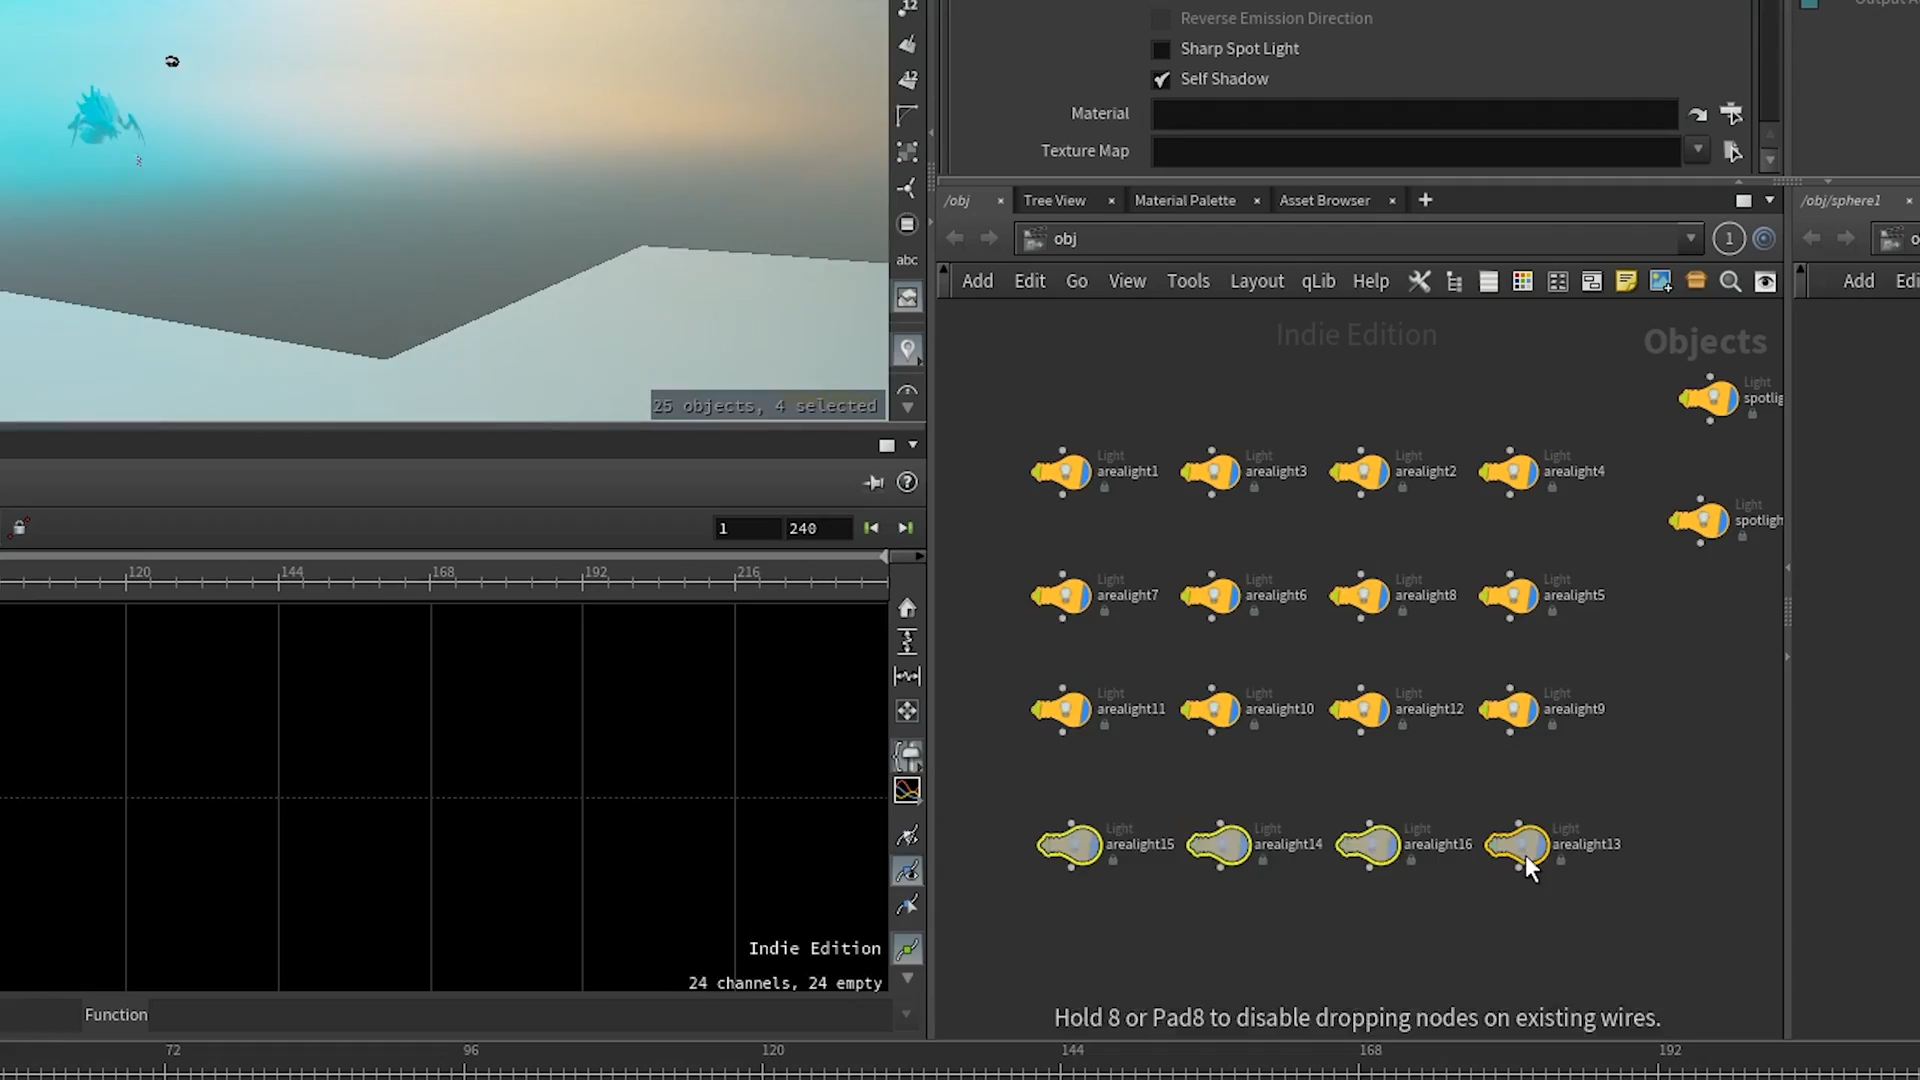 12
12
abc
25 objects, 4 selected
1 240
120 144 168 192 216
Indie Edition
24 channels, 24 empty
Function
72 96 120 144 168 192
Reverse Emission Direction
Sharp Spot Light
Self Shadow
Material
Texture Map
/obj Tree View Material Palette Asset Browser
obj
1
Add Edit Go View Tools Layout qLib Help
Indie Edition
Objects
Light
spotlig
Light arealight1
Light arealight3
Light arealight2
Light arealight4
Light
spotligh
Light arealight7
Light arealight6
Light arealight8
Light arealight5
Light arealight11
Light arealight10
Light arealight12
Light arealight9
Light arealight15
Light arealight14
Light arealight16
Light arealight13
Hold 8 or Pad8 to disable dropping nodes on existing wires.
/obj/sphere1
Add Edi